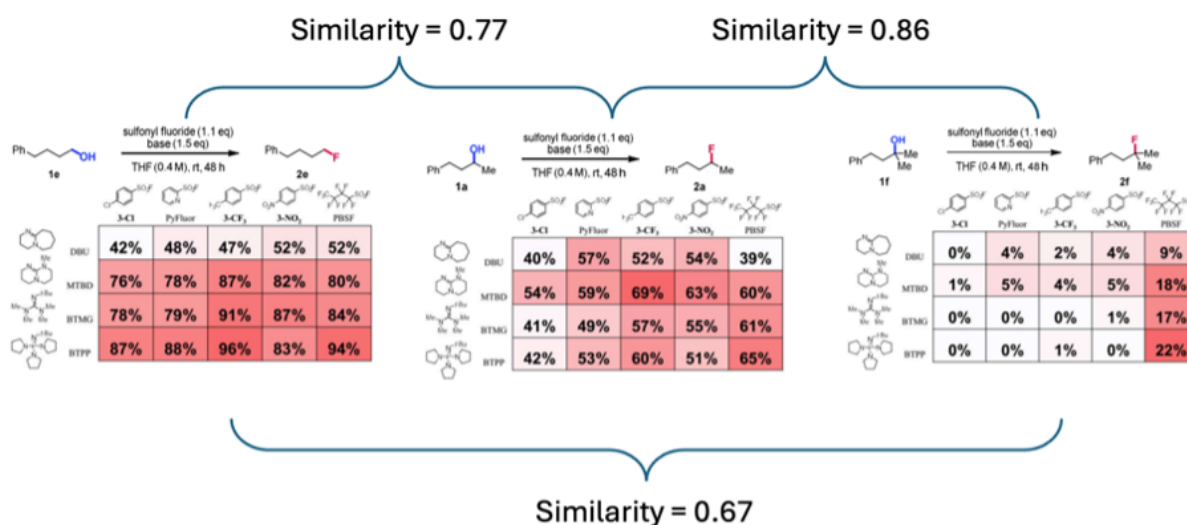 Similarity = 0.77
Similarity = 0.86
sulfonyl fluoride (1.1 eq)
base (1.5 eq)
THF (0.4 M), rt, 48 h
Ph
OH
1e
Ph
F
2e
3-Cl PyFluor 3-CF3 3-NO2 PBSF
DBU 42% 48% 47% 52% 52%
MTBD 76% 78% 87% 82% 80%
BTMG 78% 79% 91% 87% 84%
BTPP 87% 88% 96% 83% 94%
sulfonyl fluoride (1.1 eq)
base (1.5 eq)
THF (0.4 M), rt, 48 h
OH
Ph
Me
1a
F
Ph
Me
2a
3-Cl PyFluor 3-CF3 3-NO2 PBSF
DBU 40% 57% 52% 54% 39%
MTBD 54% 59% 69% 63% 60%
BTMG 41% 49% 57% 55% 61%
BTPP 42% 53% 60% 51% 65%
sulfonyl fluoride (1.1 eq)
base (1.5 eq)
THF (0.4 M), rt, 48 h
OH
Ph
Me
Me
1f
F
Ph
Me
Me
2f
3-Cl PyFluor 3-CF3 3-NO2 PBSF
DBU 0% 4% 2% 4% 9%
MTBD 1% 5% 4% 5% 18%
BTMG 0% 0% 0% 1% 17%
BTPP 0% 0% 1% 0% 22%
Similarity = 0.67